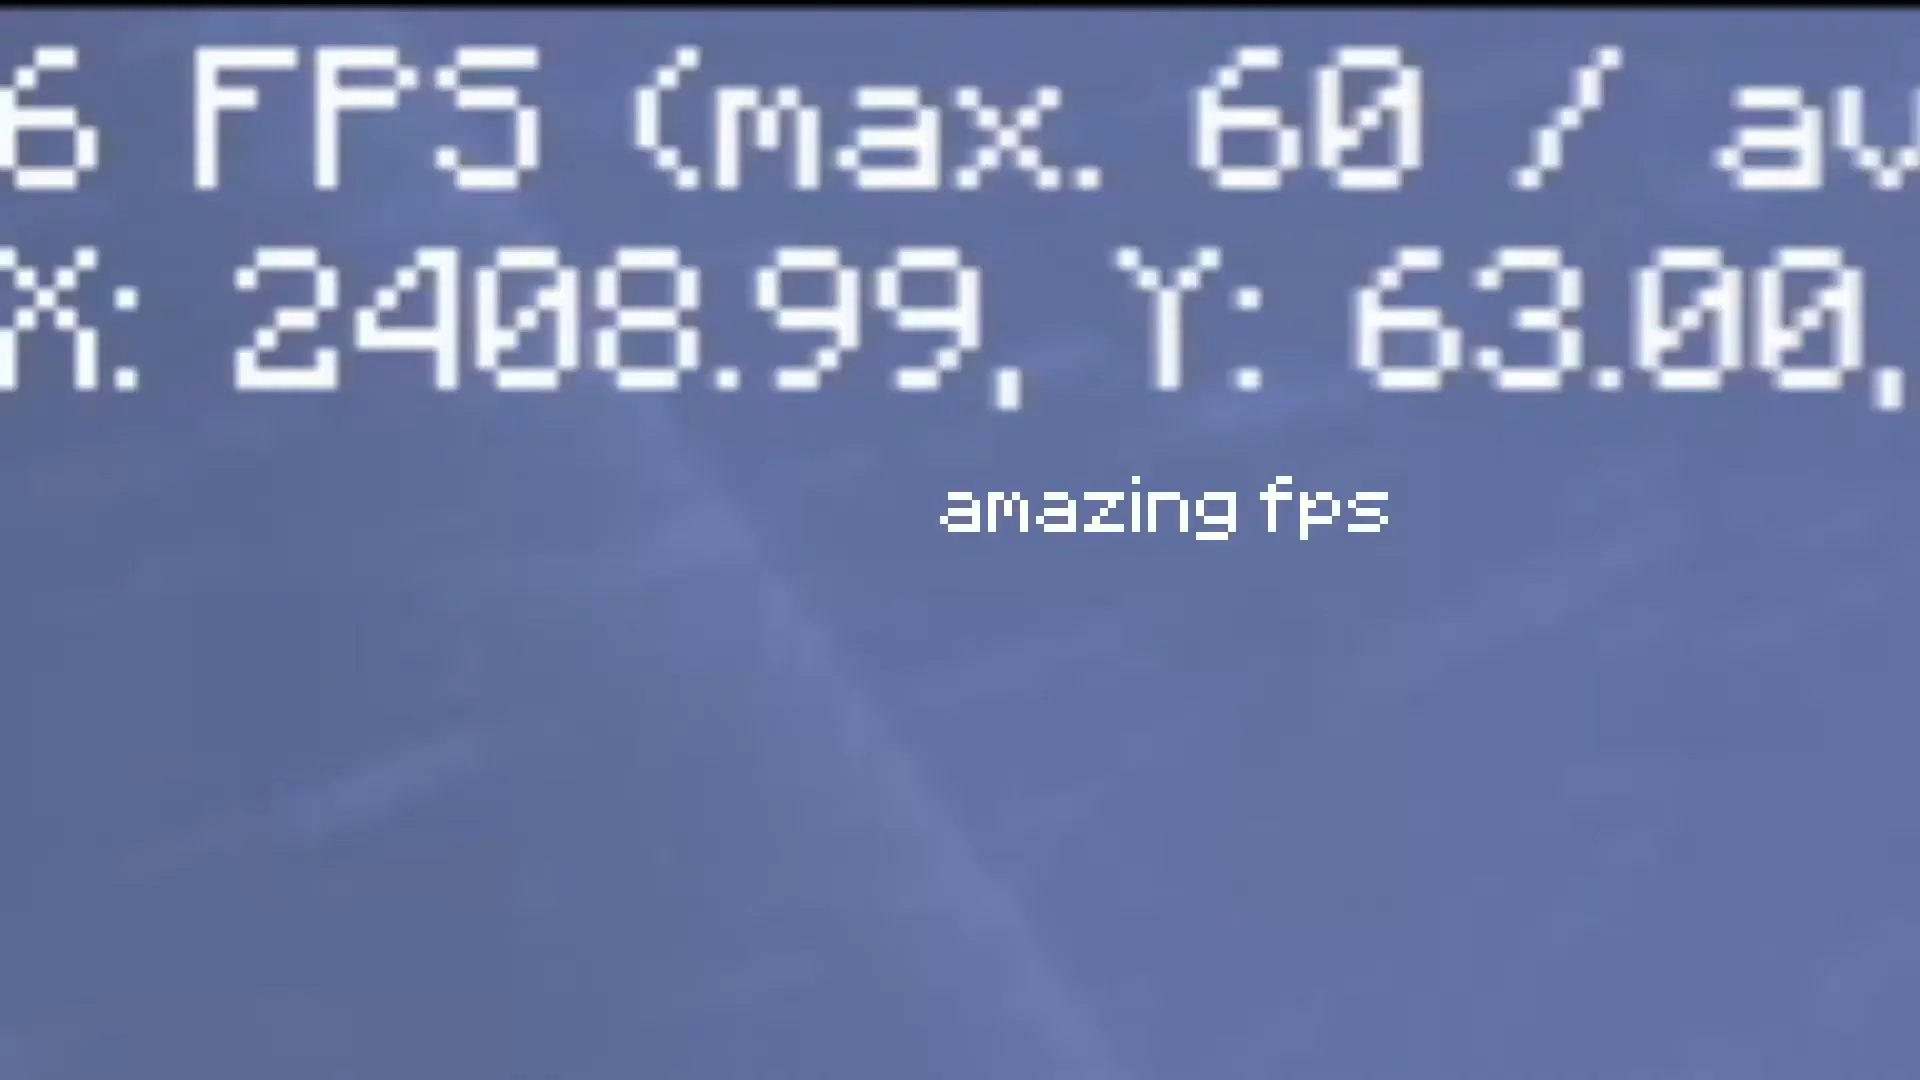 6 FPS (max. 60 / av
X: 2408.99, Y: 63.00,
amazing fps